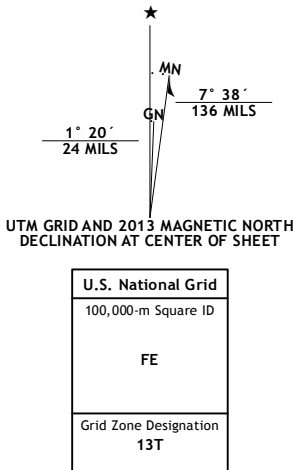 ★
MN
GN
7° 38´
136 MILS
1° 20´
24 MILS
UTM GRID AND 2013 MAGNETIC NORTH
DECLINATION AT CENTER OF SHEET
U.S. National Grid
100,000-m Square ID
FE
Grid Zone Designation
13T